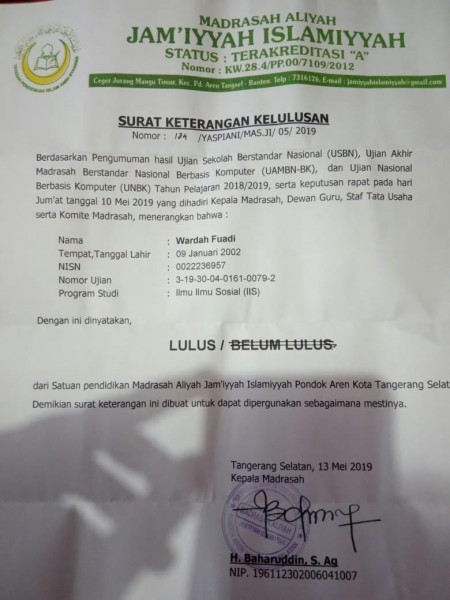 MADRASAH ALIYAH
JAM'IYYAH ISLAMIYYAH
STATUS : TERAKREDITASI "A"
Nomor : KW.28.4/PP.00/7109/2012
Ceger Jurang Mangu Timur, Kec. Pd. Aren Tangsel - Banten, Telp : 7316126, E-mail : jamiyyahislamiyyah@gmail.com
SURAT KETERANGAN KELULUSAN
Nomor : 124 /YASPIANI/MAS.JI/ 05/ 2019
Berdasarkan Pengumuman hasil Ujian Sekolah Berstandar Nasional (USBN), Ujian Akhir
Madrasah Berstandar Nasional Berbasis Komputer (UAMBN-BK), dan Ujian Nasional
Berbasis Komputer (UNBK) Tahun Pelajaran 2018/2019, serta keputusan rapat pada hari
Jum'at tanggal 10 Mei 2019 yang dihadiri Kepala Madrasah, Dewan Guru, Staf Tata Usaha
serta Komite Madrasah, menerangkan bahwa :
Nama : Wardah Fuadi
Tempat,Tanggal Lahir : 09 Januari 2002
NISN : 0022236957
Nomor Ujian : 3-19-30-04-0161-0079-2
Program Studi : Ilmu Ilmu Sosial (IIS)
Dengan ini dinyatakan,
LULUS / BELUM LULUS.
dari Satuan pendidikan Madrasah Aliyah Jam'iyyah Islamiyyah Pondok Aren Kota Tangerang Selat
Demikian surat keterangan ini dibuat untuk dapat dipergunakan sebagaimana mestinya.
Tangerang Selatan, 13 Mei 2019
Kepala Madrasah
H. Baharuddin, S. Ag
NIP. 196112302006041007